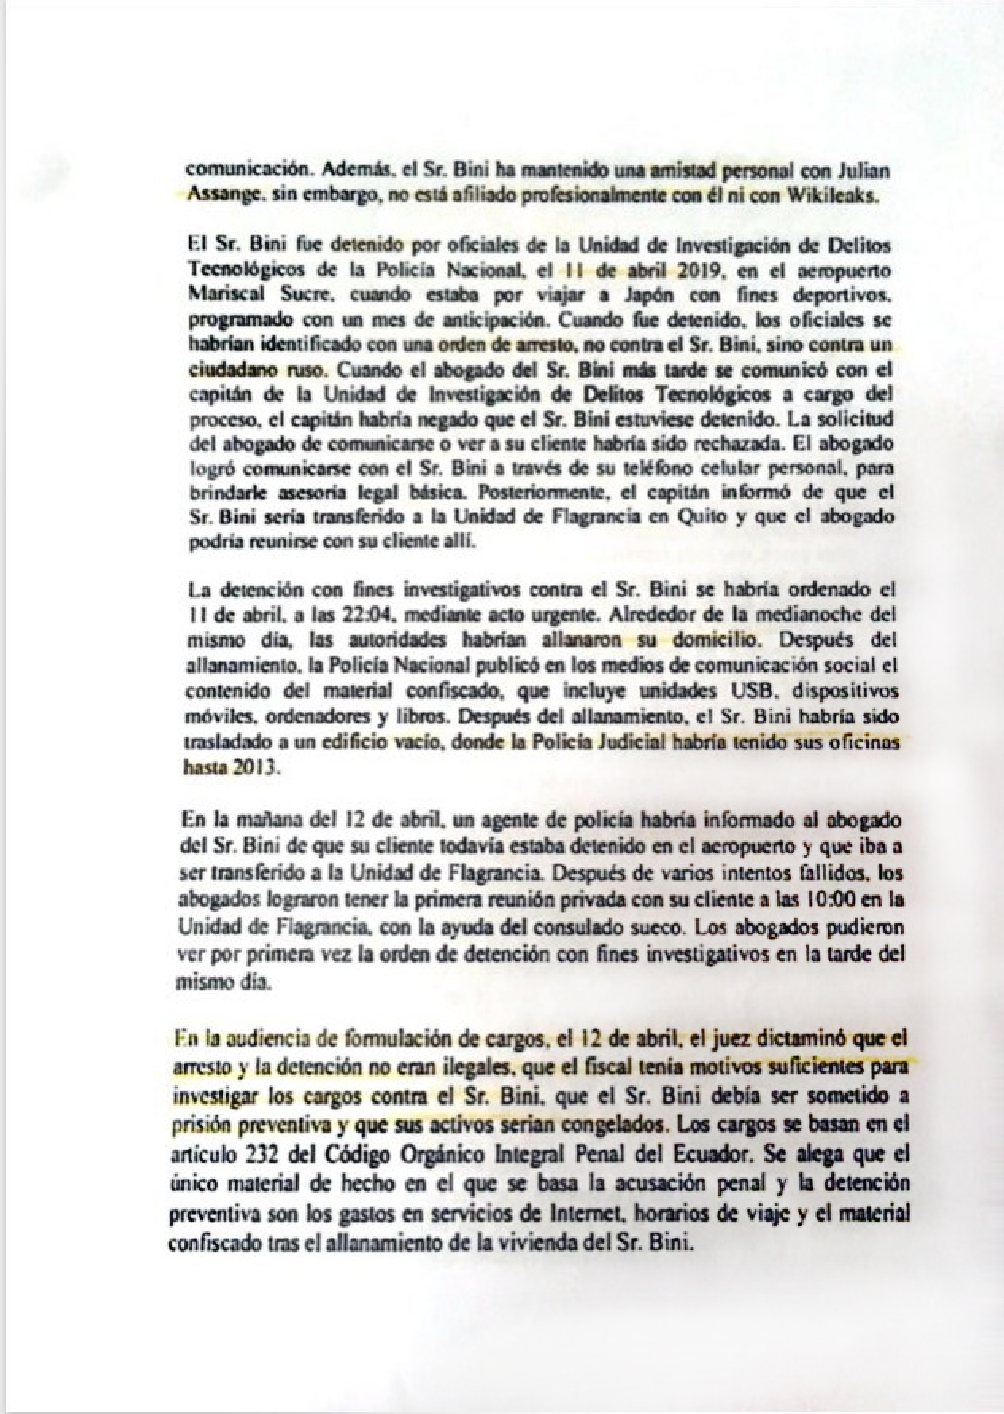 comunicación. Además, el Sr. Bini ha mantenido una amistad personal con Julian
Assange, sin embargo, no está afiliado profesionalmente con él ni con Wikileaks.
El Sr. Bini fue detenido por oficiales de la Unidad de Investigación de Delitos
Tecnológicos de la Policía Nacional, el 11 de abril 2019, en el aeropuerto
Mariscal Sucre, cuando estaba por viajar a Japón con fines deportivos,
programado con un mes de anticipación. Cuando fue detenido, los oficiales se
habrían identificado con una orden de arresto, no contra el Sr. Bini, sino contra un
ciudadano ruso. Cuando el abogado del Sr. Bini más tarde se comunicó con el
capitán de la Unidad de Investigación de Delitos Tecnológicos a cargo del
proceso, el capitán habría negado que el Sr. Bini estuviese detenido. La solicitud
del abogado de comunicarse o ver a su cliente habría sido rechazada. El abogado
logró comunicarse con el Sr. Bini a través de su teléfono celular personal, para
brindarle asesoría legal básica. Posteriormente, el capitán informó de que el
Sr. Bini sería transferido a la Unidad de Flagrancia en Quito y que el abogado
podría reunirse con su cliente allí.
La detención con fines investigativos contra el Sr. Bini se habría ordenado el
11 de abril, a las 22:04, mediante acto urgente. Alrededor de la medianoche del
mismo día, las autoridades habrían allanaron su domicilio. Después del
allanamiento, la Policía Nacional publicó en los medios de comunicación social el
contenido del material confiscado, que incluye unidades USB, dispositivos
móviles, ordenadores y libros. Después del allanamiento, el Sr. Bini habría sido
trasladado a un edificio vacío, donde la Policía Judicial habría tenido sus oficinas
hasta 2013.
En la mañana del 12 de abril, un agente de policía habría informado al abogado
del Sr. Bini de que su cliente todavía estaba detenido en el aeropuerto y que iba a
ser transferido a la Unidad de Flagrancia. Después de varios intentos fallidos, los
abogados lograron tener la primera reunión privada con su cliente a las 10:00 en la
Unidad de Flagrancia, con la ayuda del consulado sueco. Los abogados pudieron
ver por primera vez la orden de detención con fines investigativos en la tarde del
mismo día.
En la audiencia de formulación de cargos, el 12 de abril, el juez dictaminó que el
arresto y la detención no eran ilegales, que el fiscal tenía motivos suficientes para
investigar los cargos contra el Sr. Bini, que el Sr. Bini debía ser sometido a
prisión preventiva y que sus activos serían congelados. Los cargos se basan en el
artículo 232 del Código Orgánico Integral Penal del Ecuador. Se alega que el
único material de hecho en el que se basa la acusación penal y la detención
preventiva son los gastos en servicios de Internet, horarios de viaje y el material
confiscado tras el allanamiento de la vivienda del Sr. Bini.